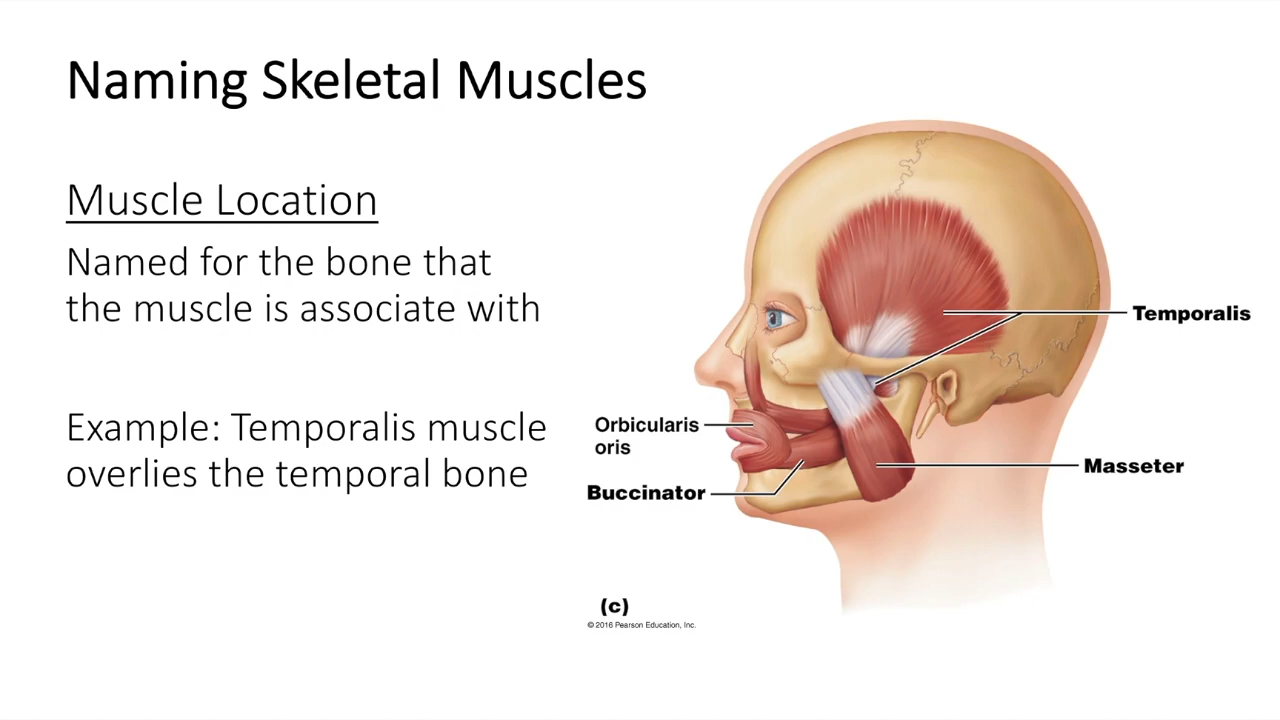 Naming Skeletal Muscles
Muscle Location
Named for the bone that
the muscle is associate with
Example: Temporalis muscle
overlies the temporal bone
Temporalis
Orbicularis
oris
Masseter
Buccinator
(c)
© 2016 Pearson Education, Inc.